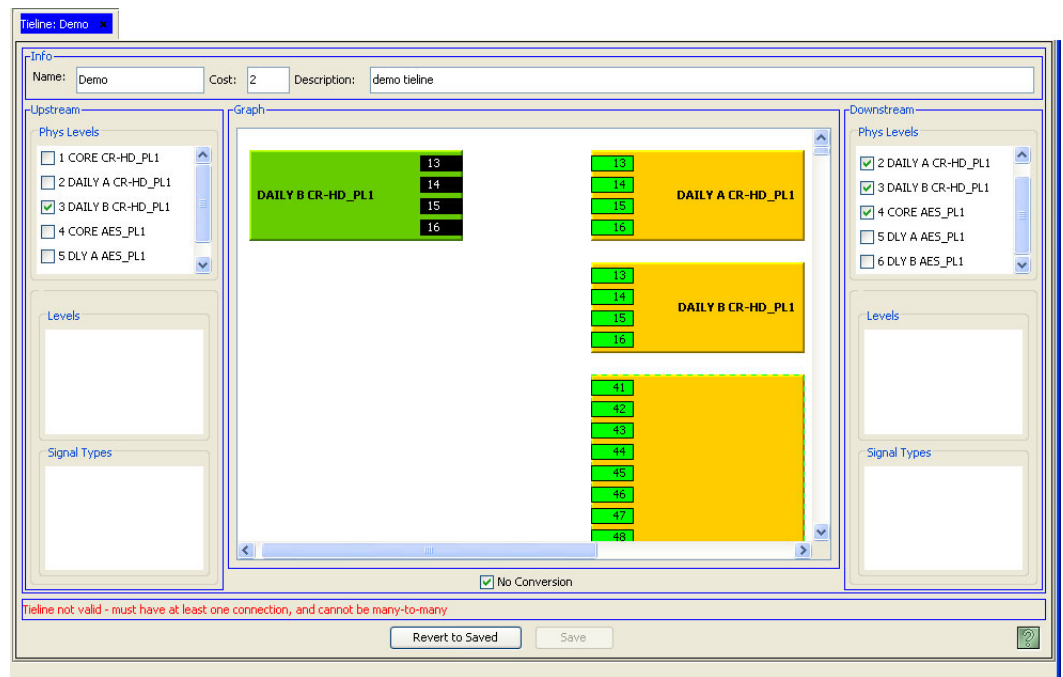 Tieline: Demo ×
Info
Name: Demo Cost: 2 Description: demo tieline
Upstream
Phys Levels
1 CORE CR-HD_PL1
2 DAILY A CR-HD_PL1
3 DAILY B CR-HD_PL1
4 CORE AES_PL1
5 DLY A AES_PL1
Levels
Signal Types
Graph
DAILY B CR-HD_PL1
13
14
15
16
13
14
15
16
DAILY A CR-HD_PL1
13
14
15
16
DAILY B CR-HD_PL1
41
42
43
44
45
46
47
48
No Conversion
Downstream
Phys Levels
2 DAILY A CR-HD_PL1
3 DAILY B CR-HD_PL1
4 CORE AES_PL1
5 DLY A AES_PL1
6 DLY B AES_PL1
Levels
Signal Types
Tieline not valid - must have at least one connection, and cannot be many-to-many
Revert to Saved Save ?